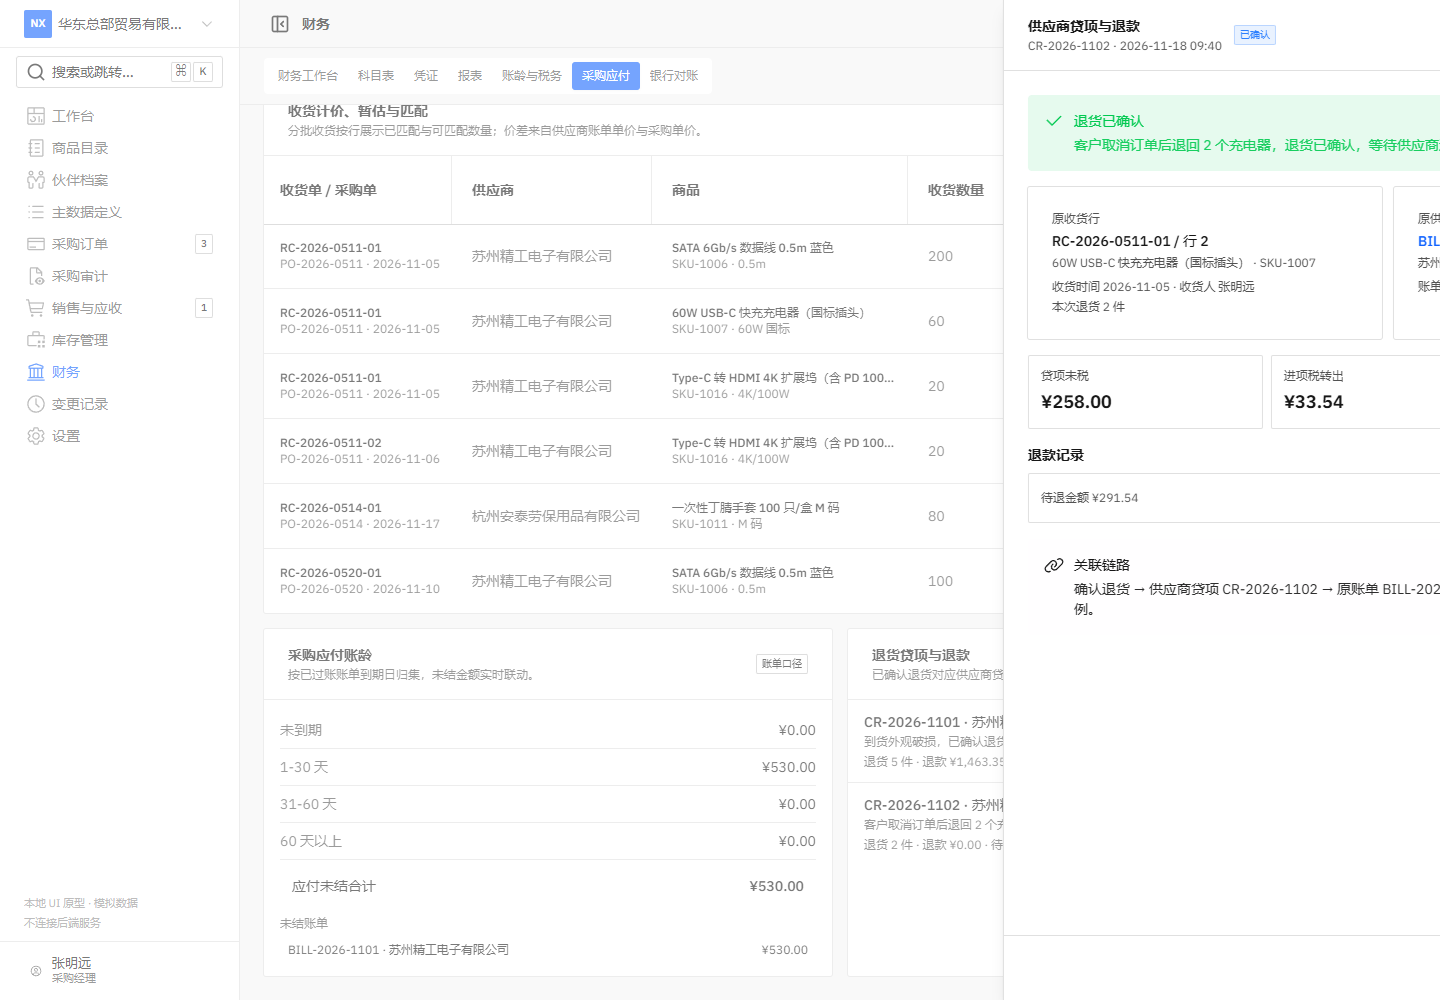 NX 华东总部贸易有限...
搜索或跳转... ⌘ K
工作台
商品目录
伙伴档案
主数据定义
采购订单 3
采购审计
销售与应收 1
库存管理
财务
变更记录
设置
本地 UI 原型 · 模拟数据
不连接后端服务
张明远
采购经理
财务
财务工作台 科目表 凭证 报表 账龄与税务 采购应付 银行对账
收货计价、暂估与匹配
分批收货按行展示已匹配与可匹配数量；价差来自供应商账单单价与采购单价。
收货单 / 采购单 供应商 商品 收货数量
RC-2026-0511-01 苏州精工电子有限公司 SATA 6Gb/s 数据线 0.5m 蓝色 200
PO-2026-0511 · 2026-11-05 SKU-1006 · 0.5m
RC-2026-0511-01 苏州精工电子有限公司 60W USB-C 快充充电器（国标插头） 60
PO-2026-0511 · 2026-11-05 SKU-1007 · 60W 国标
RC-2026-0511-01 苏州精工电子有限公司 Type-C 转 HDMI 4K 扩展坞（含 PD 100... 20
PO-2026-0511 · 2026-11-05 SKU-1016 · 4K/100W
RC-2026-0511-02 苏州精工电子有限公司 Type-C 转 HDMI 4K 扩展坞（含 PD 100... 20
PO-2026-0511 · 2026-11-06 SKU-1016 · 4K/100W
RC-2026-0514-01 杭州安泰劳保用品有限公司 一次性丁腈手套 100 只/盒 M 码 80
PO-2026-0514 · 2026-11-17 SKU-1011 · M 码
RC-2026-0520-01 苏州精工电子有限公司 SATA 6Gb/s 数据线 0.5m 蓝色 100
PO-2026-0520 · 2026-11-10 SKU-1006 · 0.5m
采购应付账龄
按已过账账单到期日归集，未结金额实时联动。
账单口径
未到期 ¥0.00
1-30 天 ¥530.00
31-60 天 ¥0.00
60 天以上 ¥0.00
应付未结合计 ¥530.00
未结账单
BILL-2026-1101 · 苏州精工电子有限公司 ¥530.00
退货贷项与退款
已确认退货对应供应商贷
CR-2026-1101 · 苏州
到货外观破损，已确认退货
退货 5 件 · 退款 ¥1,463.35
CR-2026-1102 · 苏州
客户取消订单后退回 2 个
退货 2 件 · 退款 ¥0.00 · 待
供应商贷项与退款
CR-2026-1102 · 2026-11-18 09:40
已确认
退货已确认
客户取消订单后退回 2 个充电器，退货已确认，等待供应商
原收货行
RC-2026-0511-01 / 行 2
60W USB-C 快充充电器（国标插头） · SKU-1007
收货时间 2026-11-05 · 收货人 张明远
本次退货 2 件
原供
BIL
苏州
账单
贷项未税
¥258.00
进项税转出
¥33.54
退款记录
待退金额 ¥291.54
关联链路
确认退货 → 供应商贷项 CR-2026-1102 → 原账单 BILL-202
例。